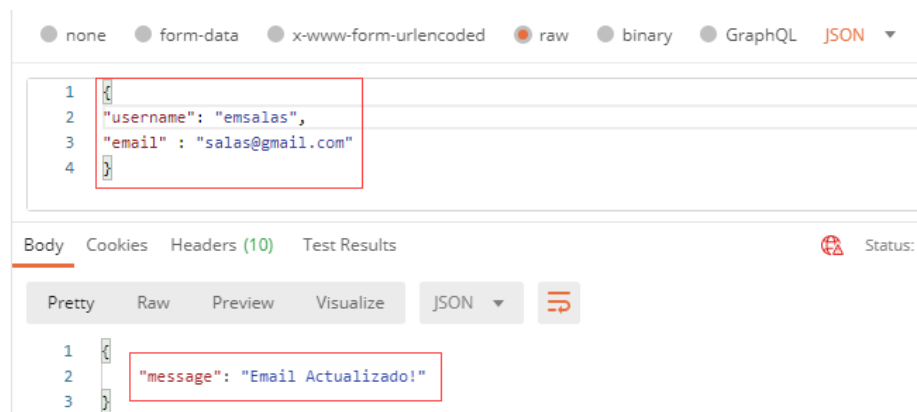 none form-data x-www-form-urlencoded raw binary GraphQL JSON
1 {
2 "username": "emsalas",
3 "email" : "salas@gmail.com"
4 }
Body Cookies Headers (10) Test Results Status:
Pretty Raw Preview Visualize JSON
1 {
2 "message": "Email Actualizado!"
3 }